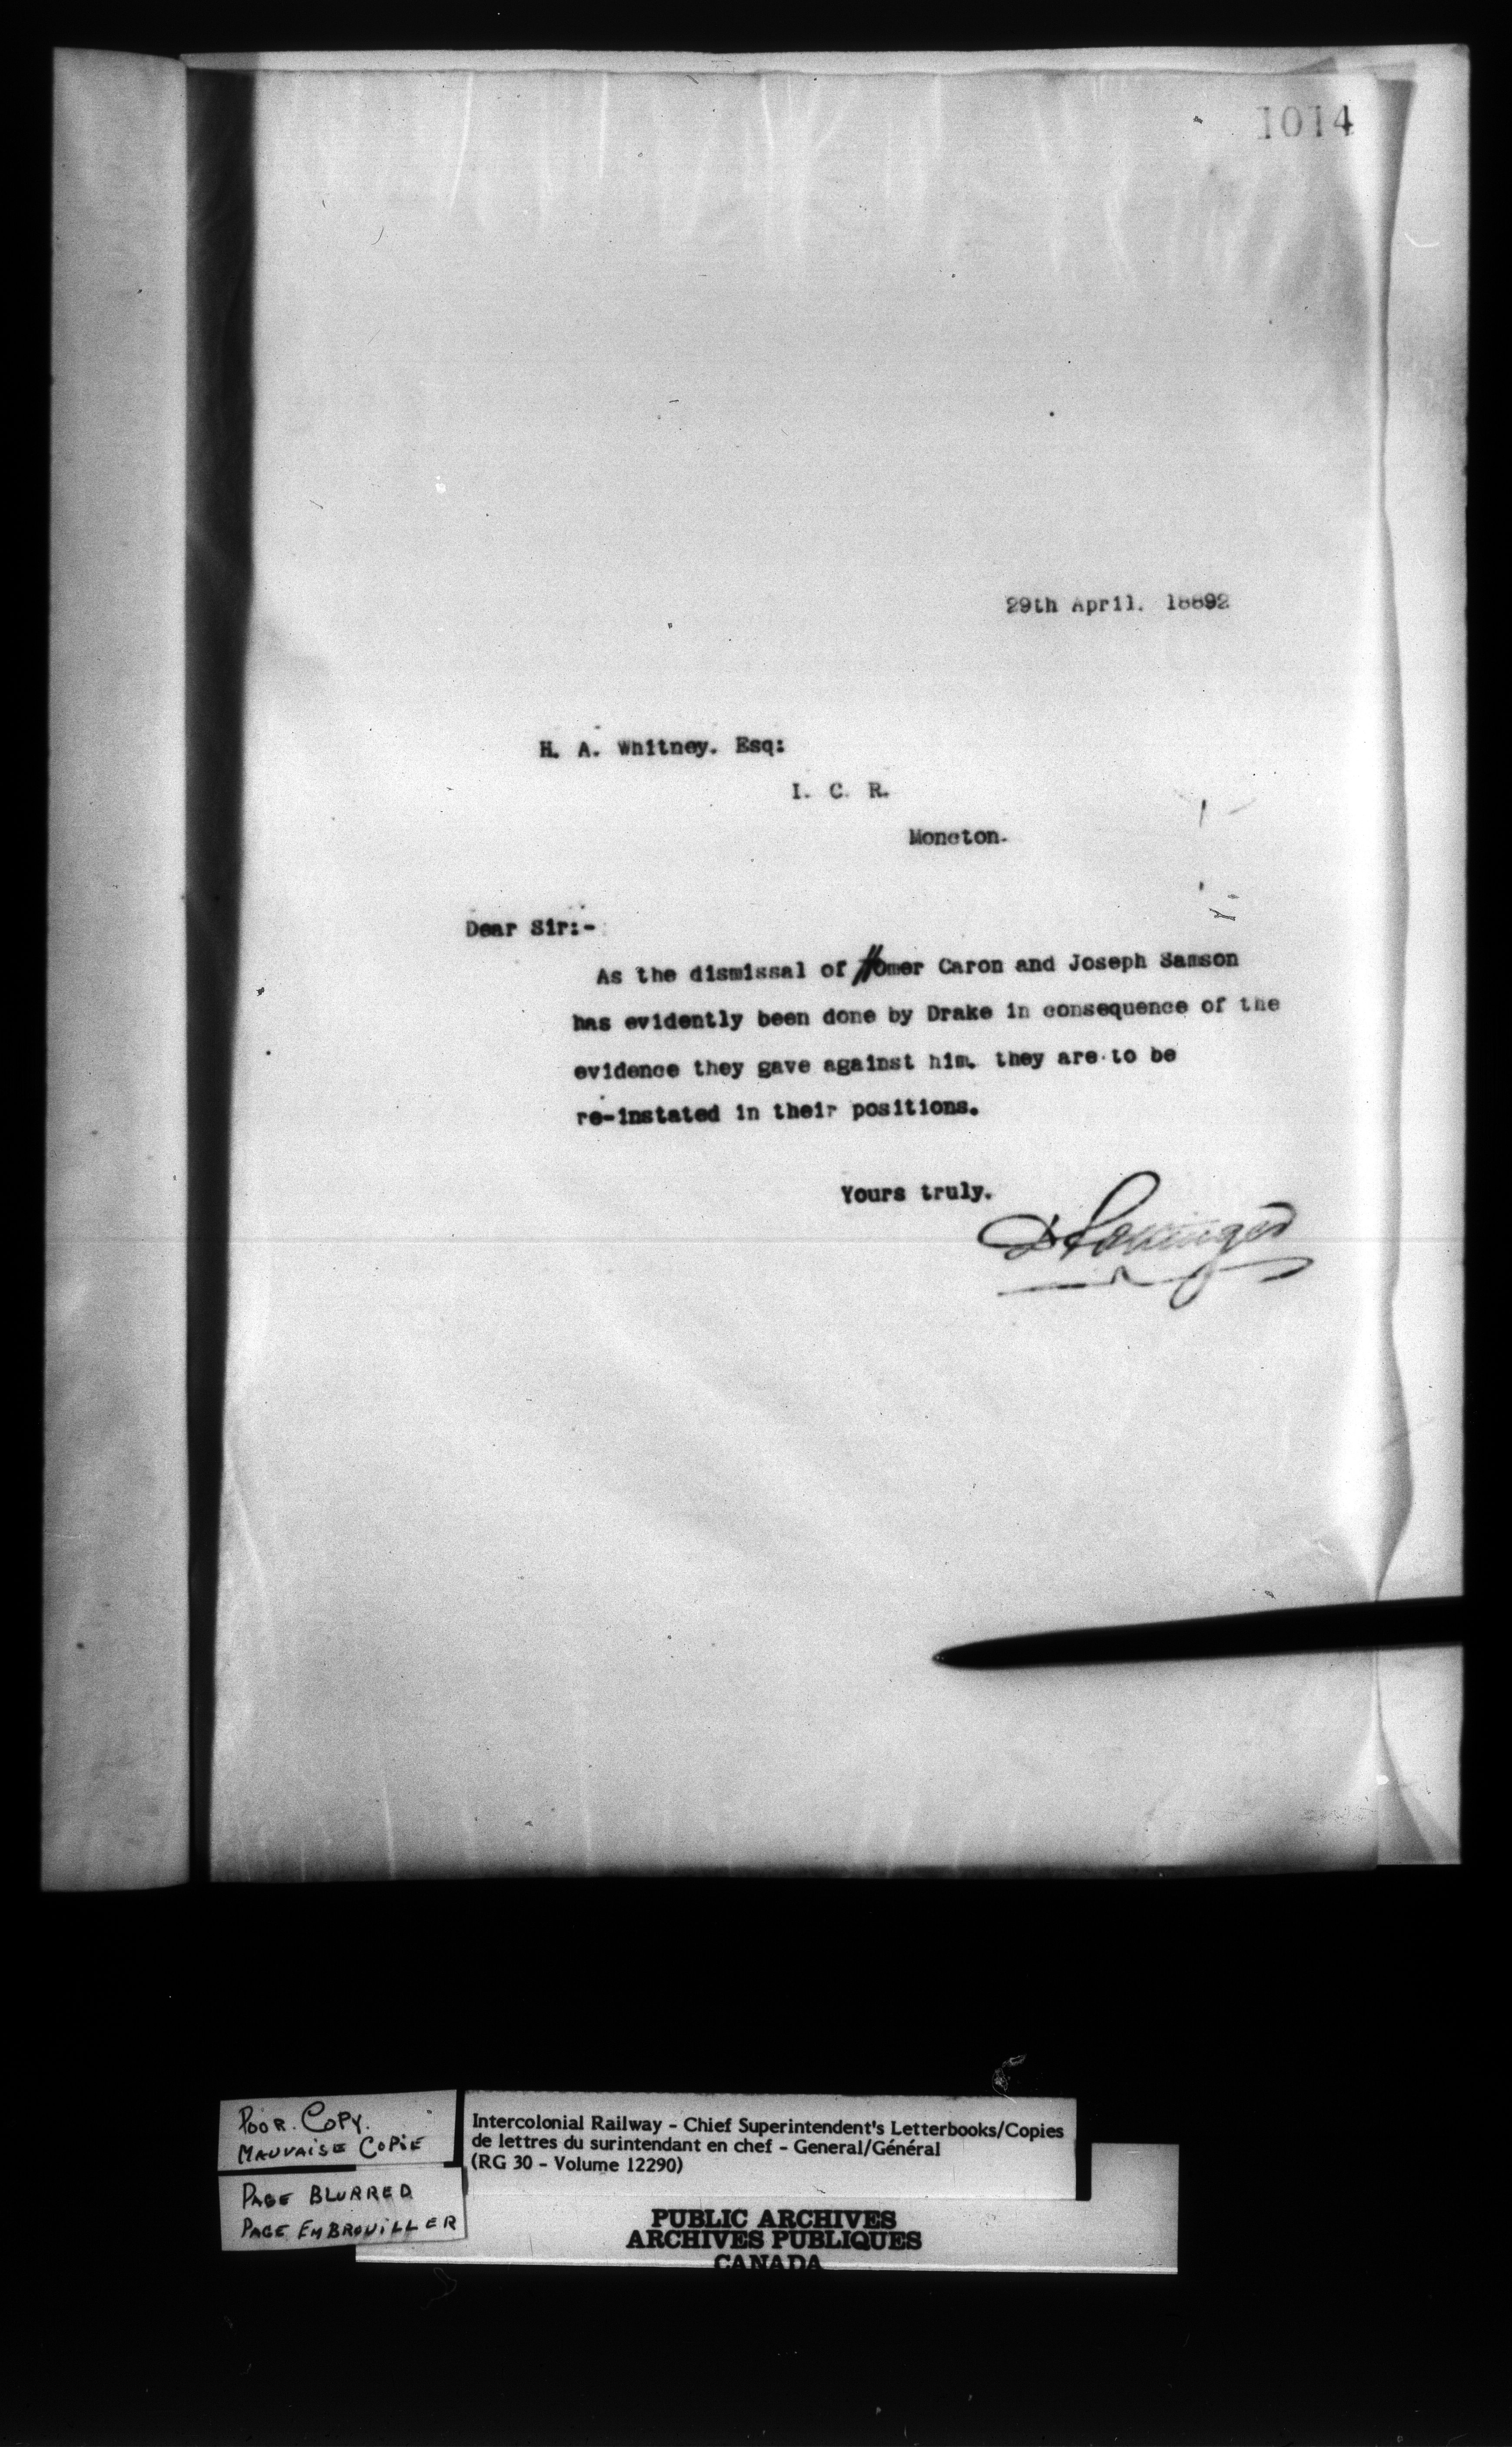 1014
29th April. 18892
H. A. Whitney. Esq:
I. C. R.
Moncton.
Dear Sir:-
As the dismissal of Homer Caron and Joseph Samson
has evidently been done by Drake in consequence of the
evidence they gave against him. they are to be
re-instated in their positions.
Yours truly.
D Pottinger
POOR. COPY.
MAUVAISE COPIE
PAGE BLURRED
PAGE EMBROUILLER
Intercolonial Railway - Chief Superintendent's Letterbooks/Copies
de lettres du surintendant en chef - General/Général
(RG 30 - Volume 12290)
PUBLIC ARCHIVES
ARCHIVES PUBLIQUES
CANADA